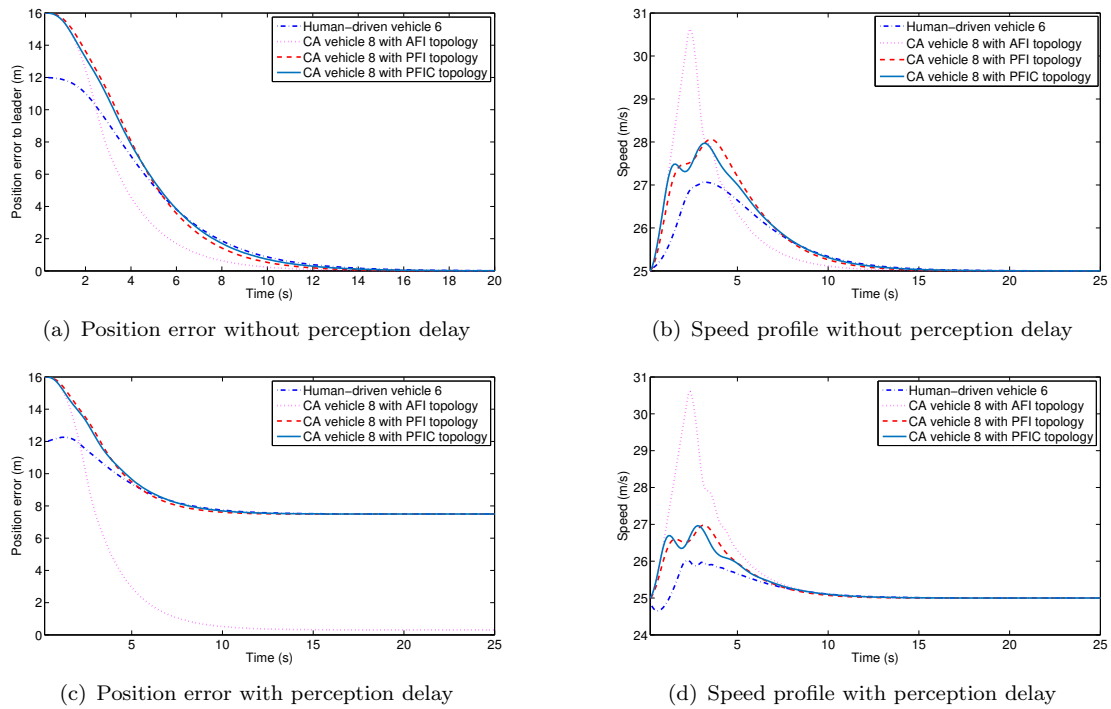 Position error to leader (m)
16
14
12
10
8
6
4
2
0
2 4 6 8 10 12 14 16 18 20
Time (s)
Human−driven vehicle 6
CA vehicle 8 with AFI topology
CA vehicle 8 with PFI topology
CA vehicle 8 with PFIC topology
(a) Position error without perception delay
Speed (m/s)
31
30
29
28
27
26
25
5 10 15 20 25
Time (s)
Human−driven vehicle 6
CA vehicle 8 with AFI topology
CA vehicle 8 with PFI topology
CA vehicle 8 with PFIC topology
(b) Speed profile without perception delay
Position error (m)
16
14
12
10
8
6
4
2
0
5 10 15 20 25
Time (s)
Human−driven vehicle 6
CA vehicle 8 with AFI topology
CA vehicle 8 with PFI topology
CA vehicle 8 with PFIC topology
(c) Position error with perception delay
Speed (m/s)
31
30
29
28
27
26
25
24
5 10 15 20 25
Time (s)
Human−driven vehicle 6
CA vehicle 8 with AFI topology
CA vehicle 8 with PFI topology
CA vehicle 8 with PFIC topology
(d) Speed profile with perception delay